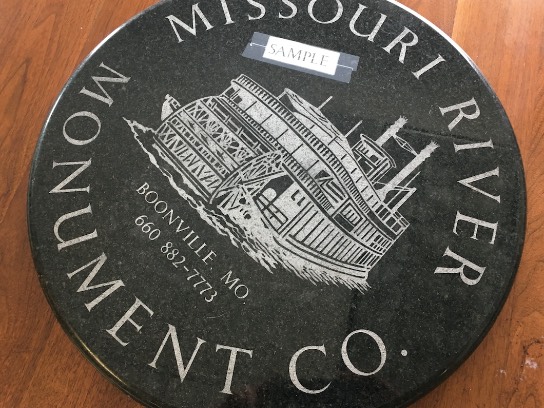 MISSOURI RIVER
SAMPLE
BOONVILLE, MO.
660 882-7773
MONUMENT CO.